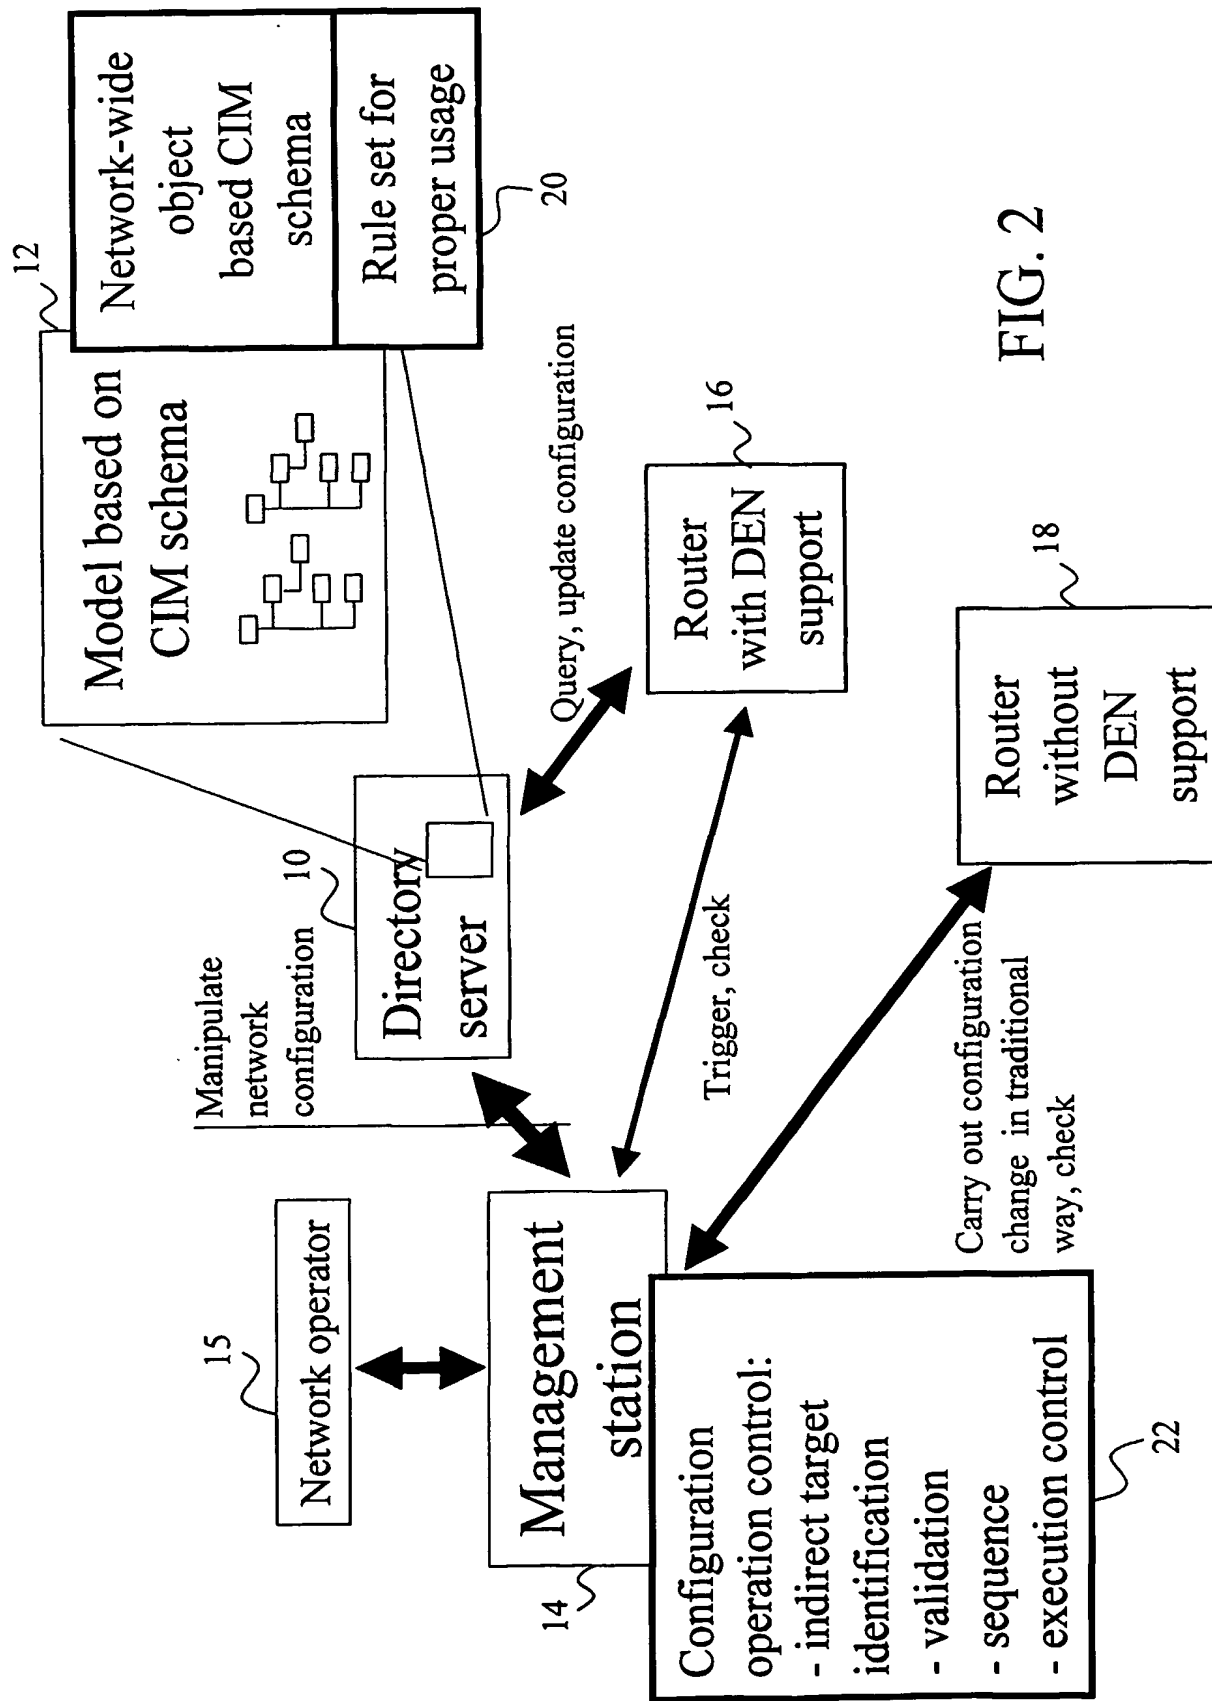 12
Network-wide
object
based CIM
schema
Rule set for
proper usage
20
Model based on
CIM schema
15
Network operator
Manipulate
network
configuration
10
Directory
server
Query, update configuration
14
Management
station
Trigger, check
Router
with DEN
support
16
Configuration
operation control:
- indirect target
identification
- validation
- sequence
- execution control
22
Carry out configuration
change in traditional
way, check
Router
without
DEN
support
18
FIG. 2